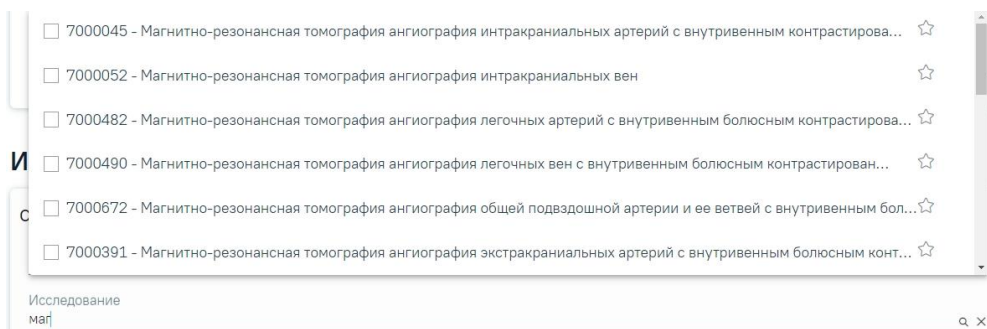 7000045 - Магнитно-резонансная томография ангиография интракраниальных артерий с внутривенным контрастирова...
7000052 - Магнитно-резонансная томография ангиография интракраниальных вен
7000482 - Магнитно-резонансная томография ангиография легочных артерий с внутривенным болюсным контрастирова...
7000490 - Магнитно-резонансная томография ангиография легочных вен с внутривенным болюсным контрастирован...
И
7000672 - Магнитно-резонансная томография ангиография общей подвздошной артерии и ее ветвей с внутривенным бол...
7000391 - Магнитно-резонансная томография ангиография экстракраниальных артерий с внутривенным болюсным конт...
Исследование
маг